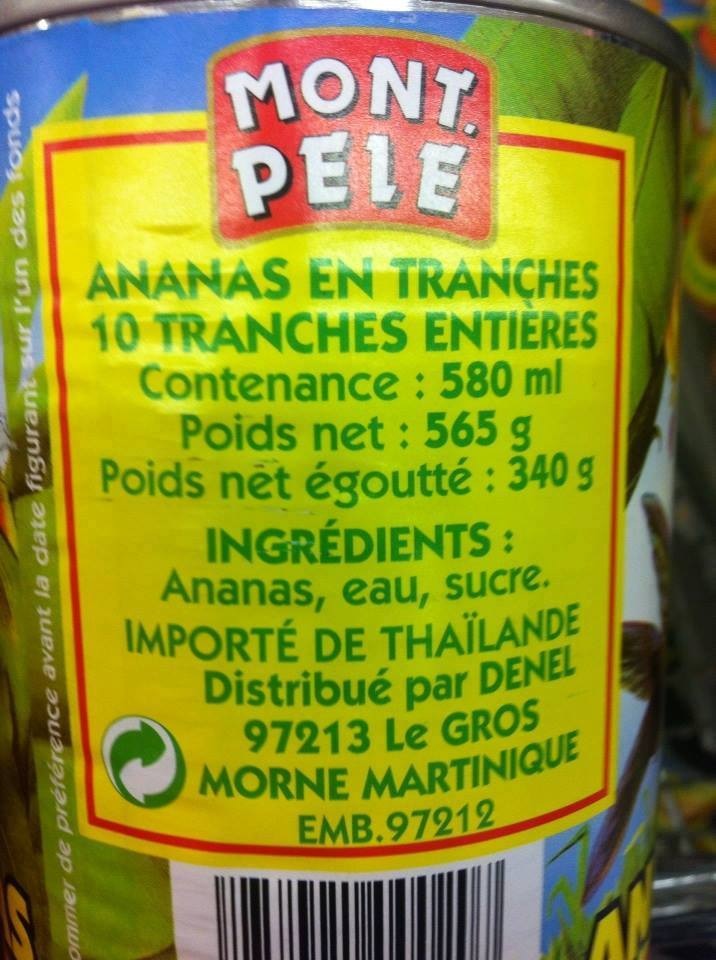 MONT.
PELE
ANANAS EN TRANCHES
10 TRANCHES ENTIÈRES
Contenance : 580 ml
Poids net : 565 g
Poids net égoutté : 340 g
INGRÉDIENTS :
Ananas, eau, sucre.
IMPORTÉ DE THAÏLANDE
Distribué par DENEL
97213 Le GROS
MORNE MARTINIQUE
EMB.97212
ommer de préférence avant la date figurant sur l'un des fonds